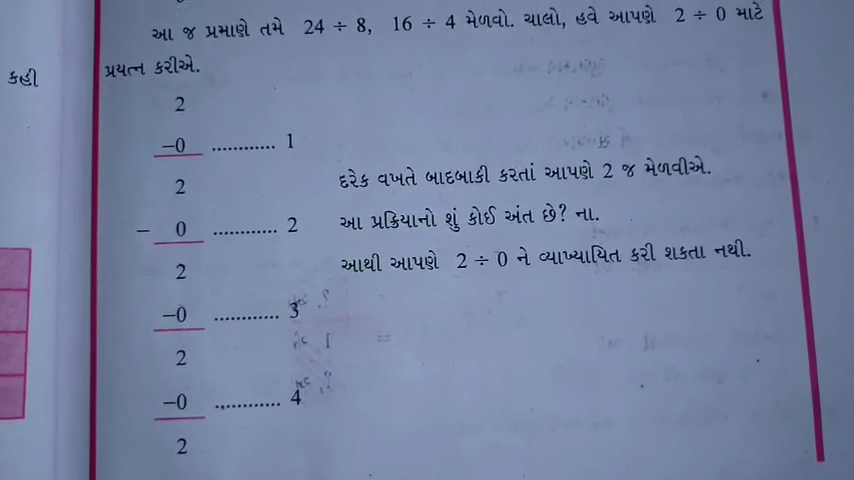 આ જ પ્રમાણે તમે 24 ÷ 8, 16 ÷ 4 મેળવો. ચાલો, હવે આપણે 2 ÷ 0 માટે
પ્રયત્ન કરીએ.
કહી
2
–0 ............ 1
2
દરેક વખતે બાદબાકી કરતાં આપણે 2 જ મેળવીએ.
– 0 ............ 2
આ પ્રક્રિયાનો શું કોઈ અંત છે? ના.
2
આથી આપણે 2 ÷ 0 ને વ્યાખ્યાયિત કરી શકતા નથી.
–0 ............ 3
2
–0 ............ 4
2